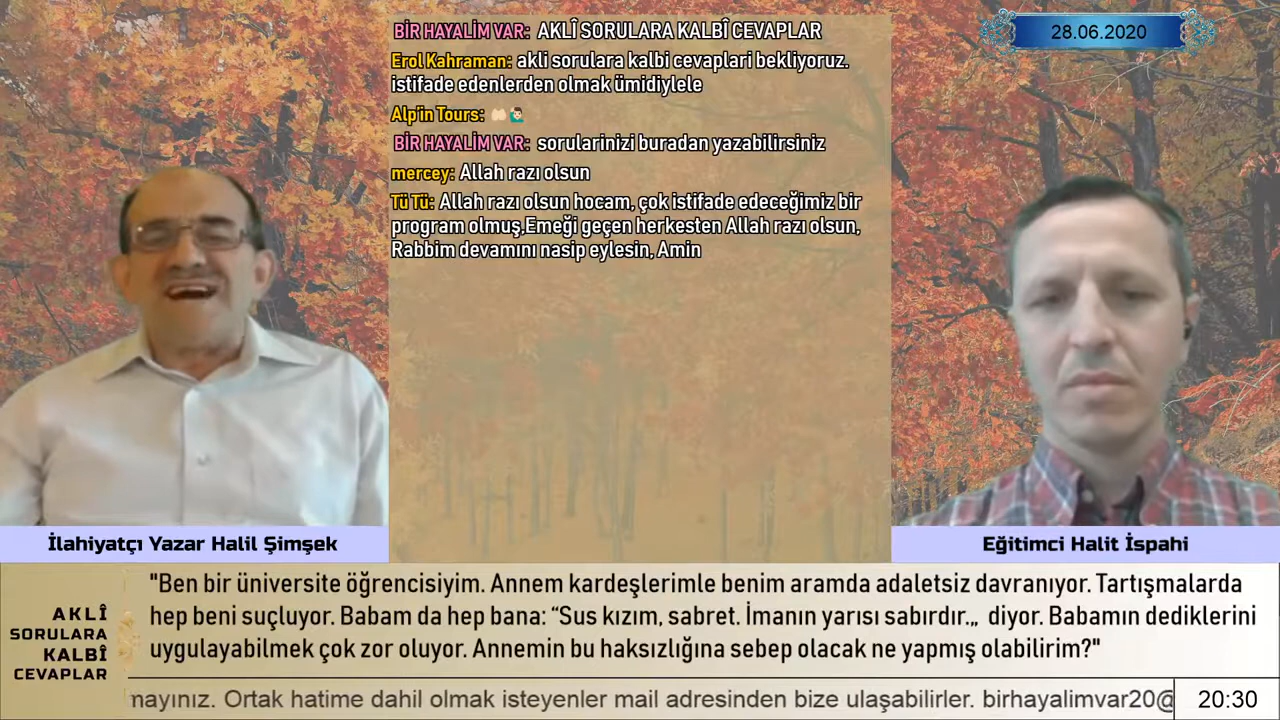 BİR HAYALİM VAR: AKLÎ SORULARA KALBÎ CEVAPLAR
28.06.2020
Erol Kahraman: akli sorulara kalbi cevaplari bekliyoruz.
istifade edenlerden olmak ümidiylele
Alp'in Tours:
BİR HAYALİM VAR: sorularinizi buradan yazabilirsiniz
mercey: Allah razı olsun
Tü Tü: Allah razı olsun hocam, çok istifade edeceğimiz bir
program olmuş,Emeği geçen herkesten Allah razı olsun,
Rabbim devamını nasip eylesin, Amin
İlahiyatçı Yazar Halil Şimşek
Eğitimci Halit İspahi
AKLÎ
SORULARA
KALBÎ
CEVAPLAR
"Ben bir üniversite öğrencisiyim. Annem kardeşlerimle benim aramda adaletsiz davranıyor. Tartışmalarda
hep beni suçluyor. Babam da hep bana: “Sus kızım, sabret. İmanın yarısı sabırdır.„ diyor. Babamın dediklerini
uygulayabilmek çok zor oluyor. Annemin bu haksızlığına sebep olacak ne yapmış olabilirim?"
mayınız. Ortak hatime dahil olmak isteyenler mail adresinden bize ulaşabilirler. birhayalimvar20@
20:30